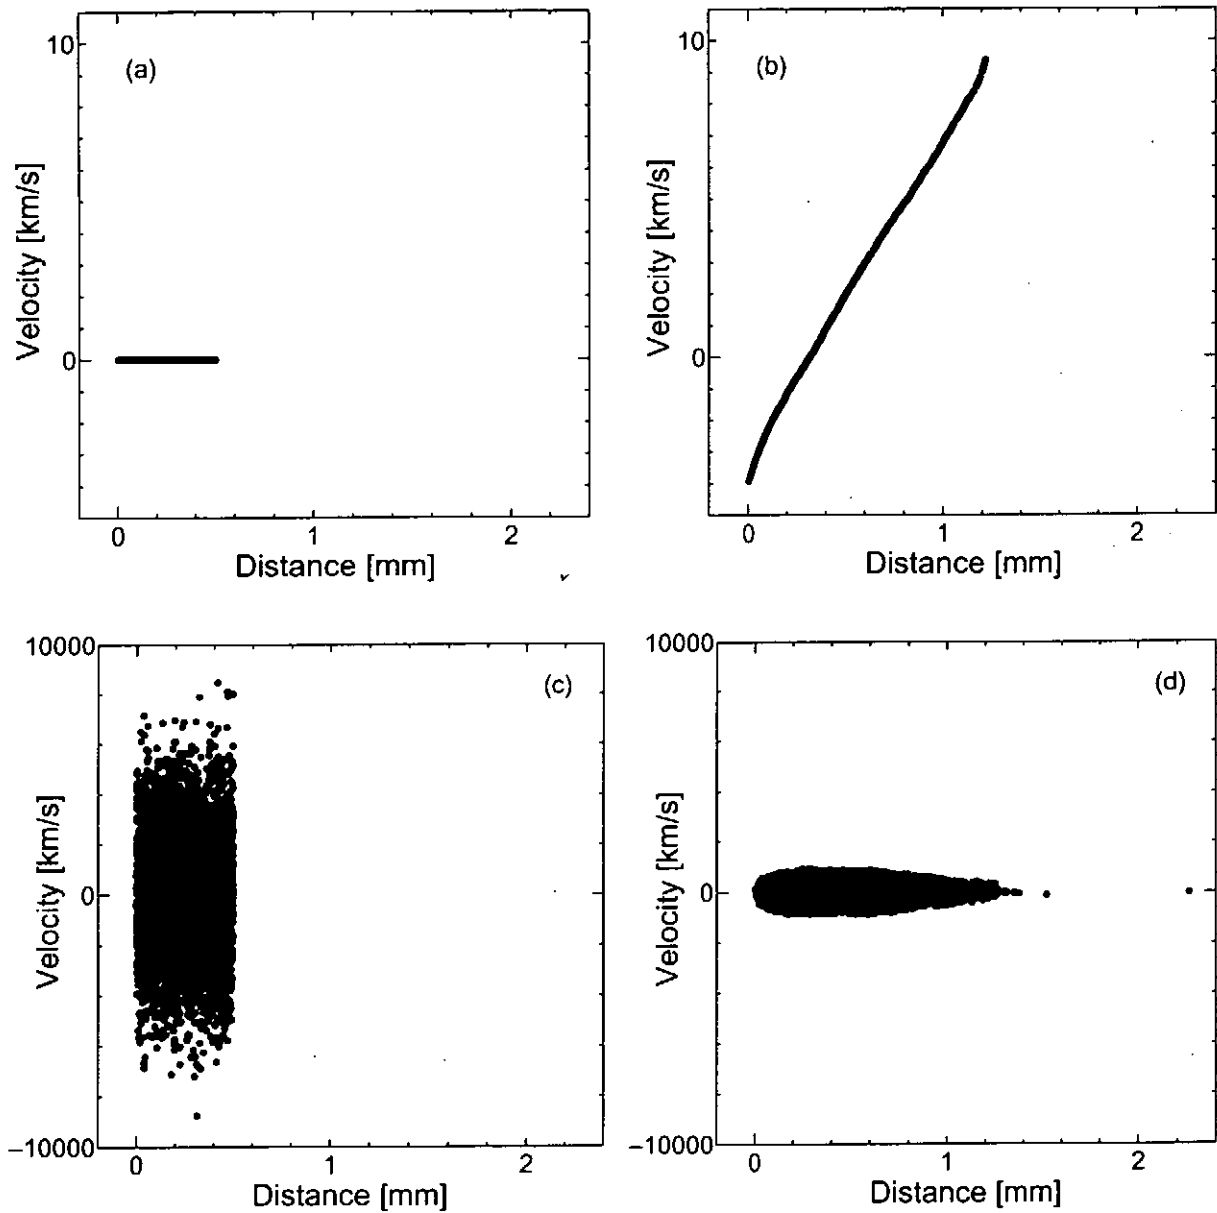 10
(a)
Velocity [km/s]
0
0 1 2
Distance [mm]
10
(b)
Velocity [km/s]
0
0 1 2
Distance [mm]
10000
(c)
Velocity [km/s]
0
−10000
0 1 2
Distance [mm]
10000
(d)
Velocity [km/s]
0
−10000
0 1 2
Distance [mm]